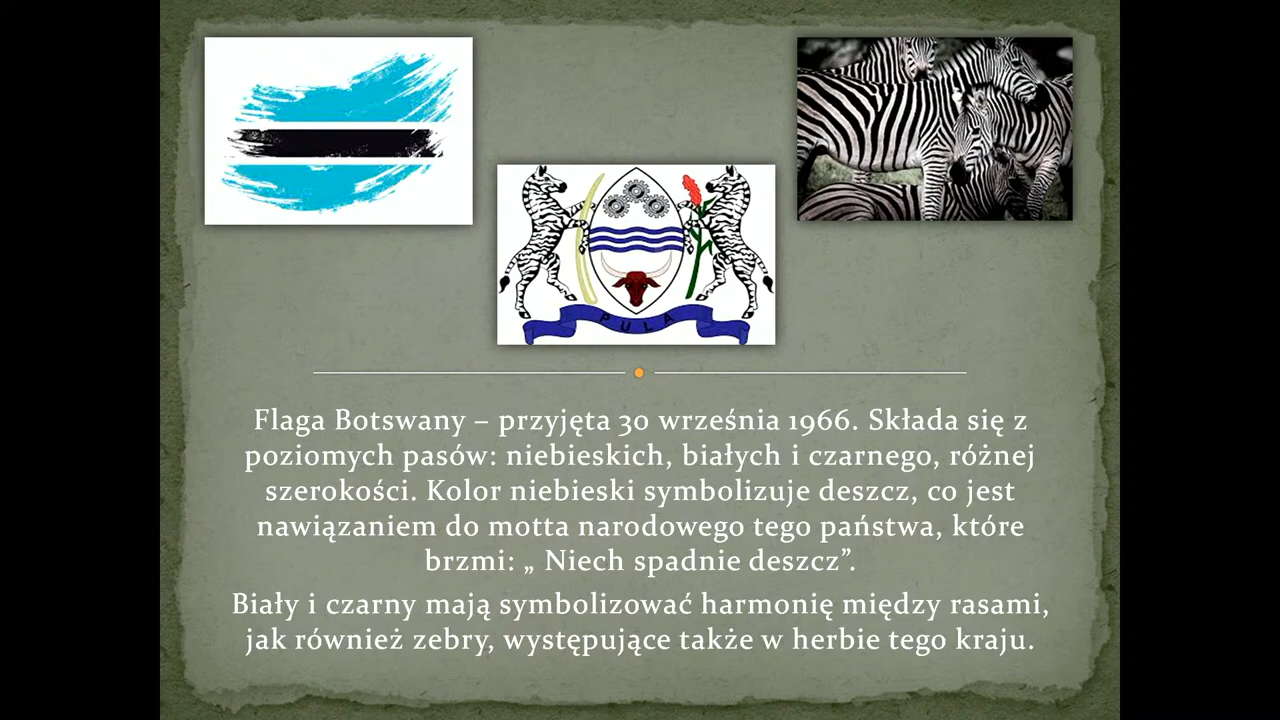 PULA
Flaga Botswany – przyjęta 30 września 1966. Składa się z
poziomych pasów: niebieskich, białych i czarnego, różnej
szerokości. Kolor niebieski symbolizuje deszcz, co jest
nawiązaniem do motta narodowego tego państwa, które
brzmi: „ Niech spadnie deszcz”.
Biały i czarny mają symbolizować harmonię między rasami,
jak również zebry, występujące także w herbie tego kraju.